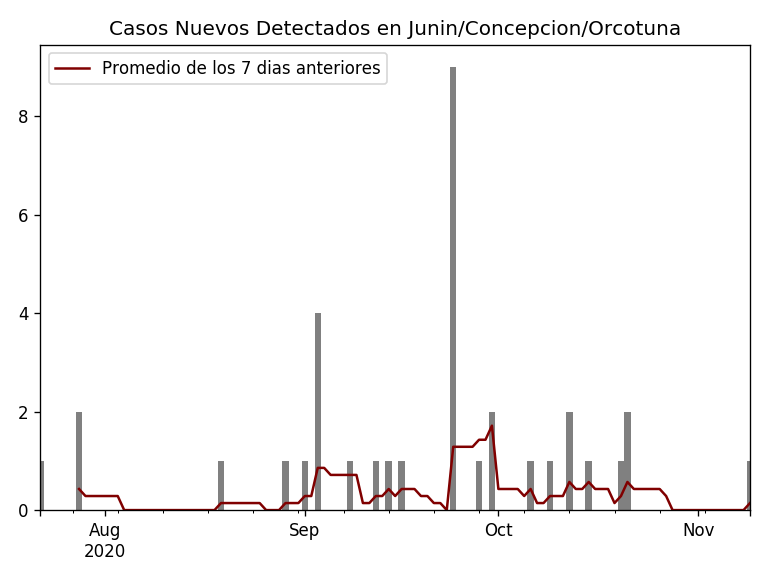 Casos Nuevos Detectados en Junin/Concepcion/Orcotuna
Promedio de los 7 dias anteriores
8
6
4
2
0
Aug
2020
Sep
Oct
Nov